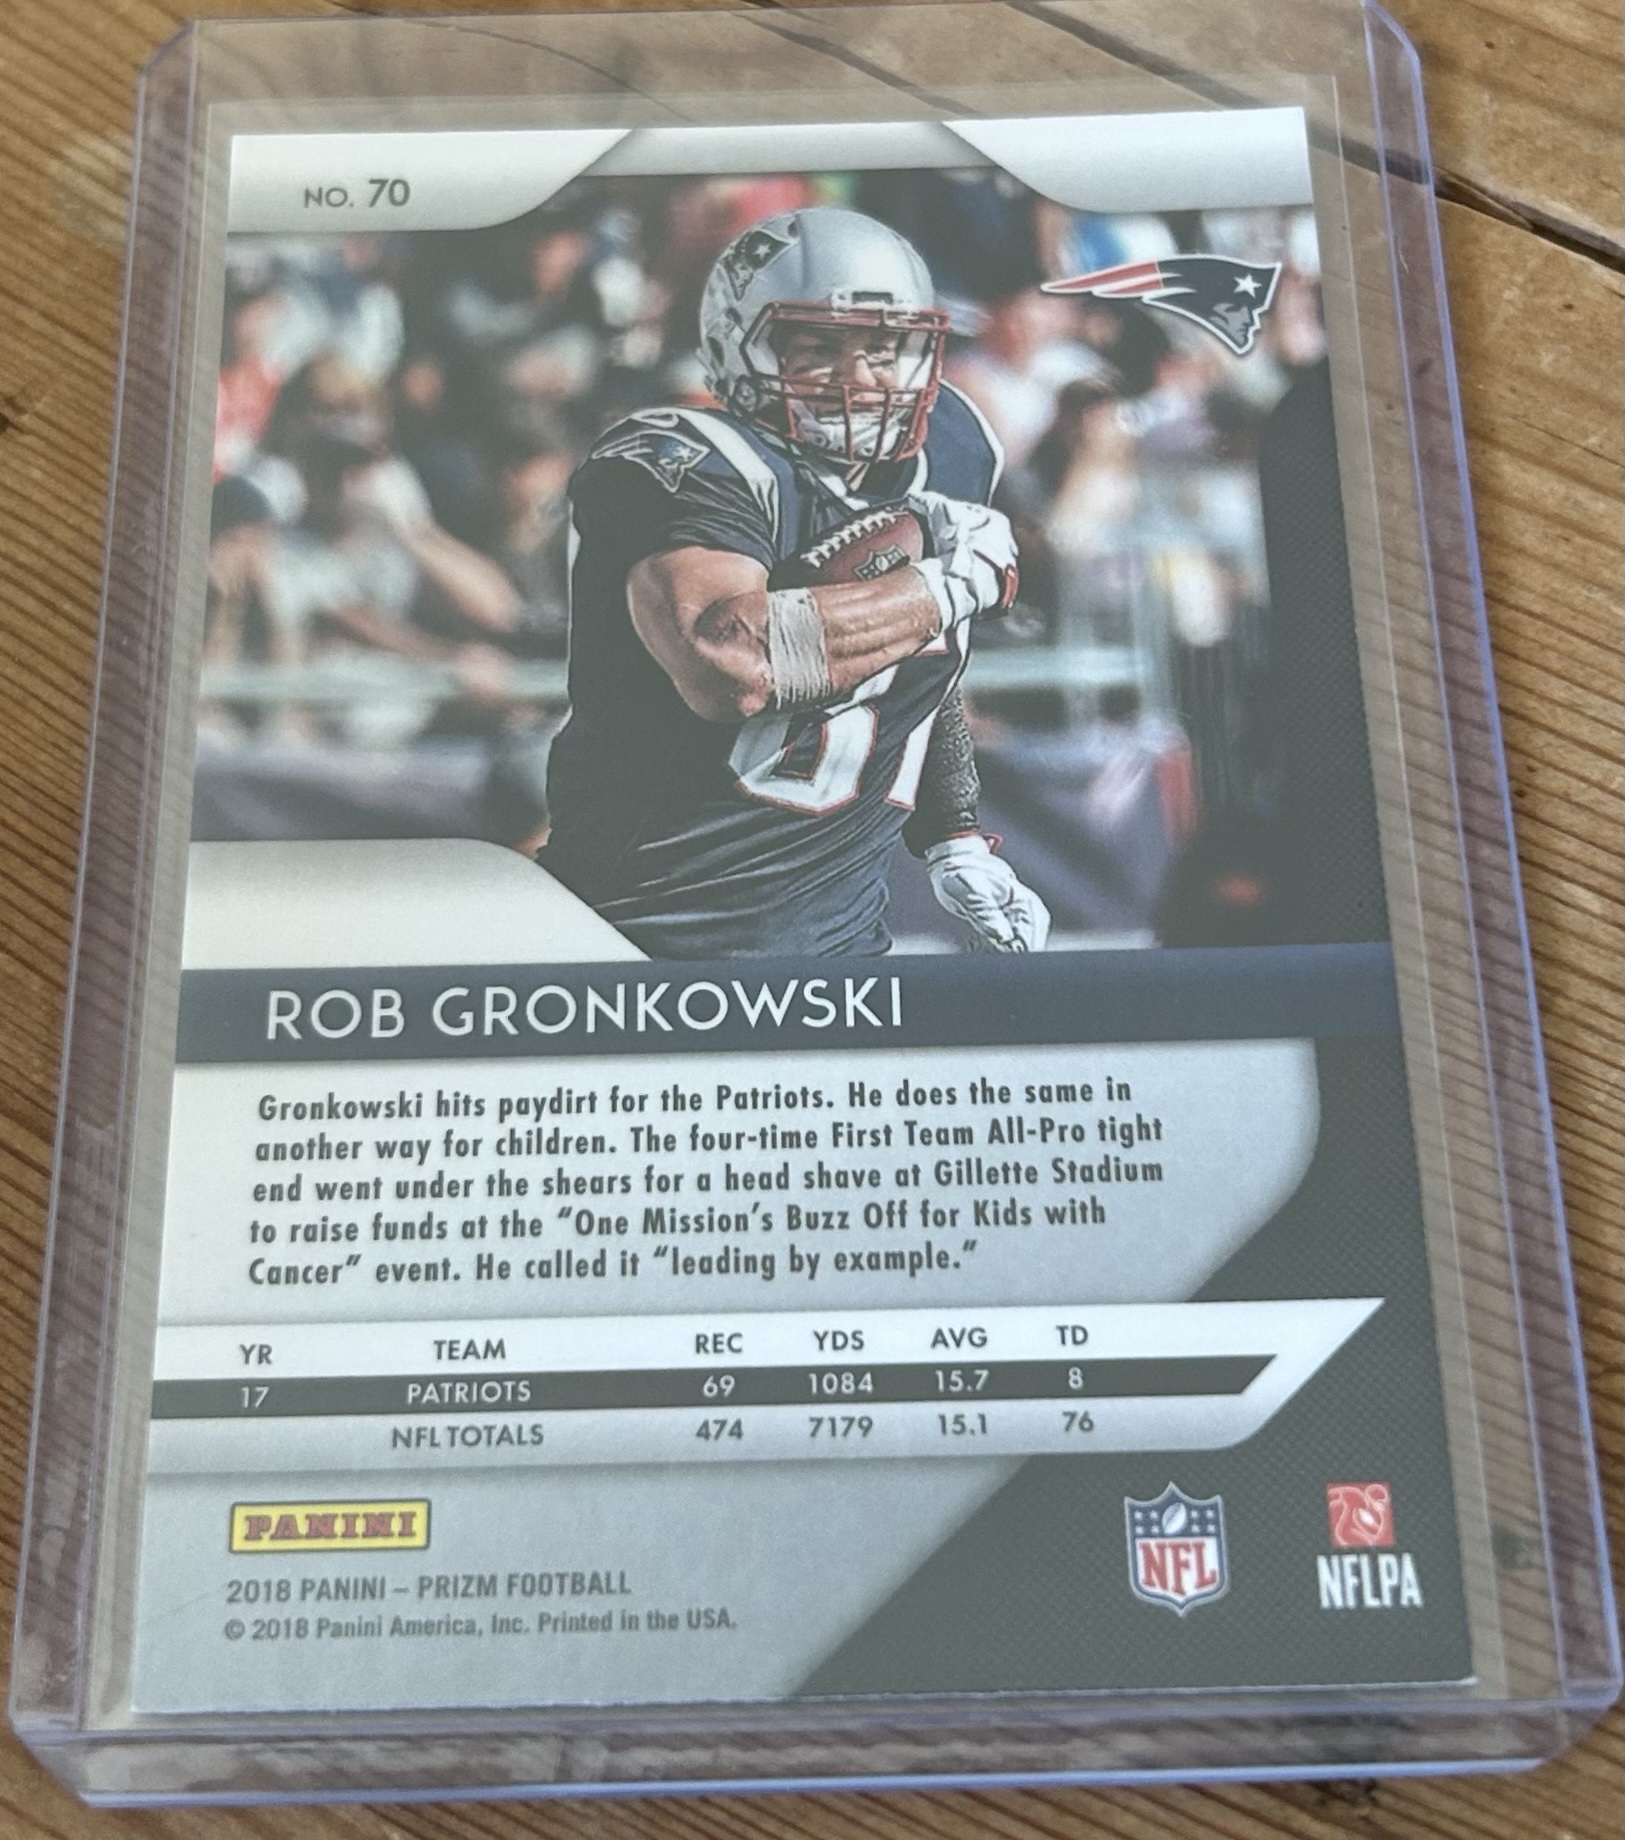 NO. 70
87
ROB GRONKOWSKI
Gronkowski hits paydirt for the Patriots. He does the same in
another way for children. The four-time First Team All-Pro tight
end went under the shears for a head shave at Gillette Stadium
to raise funds at the “One Mission’s Buzz Off for Kids with
Cancer” event. He called it “leading by example.”
YR TEAM REC YDS AVG TD
17 PATRIOTS 69 1084 15.7 8
NFL TOTALS 474 7179 15.1 76
PANINI
2018 PANINI – PRIZM FOOTBALL
© 2018 Panini America, Inc. Printed in the USA.
NFL
NFLPA